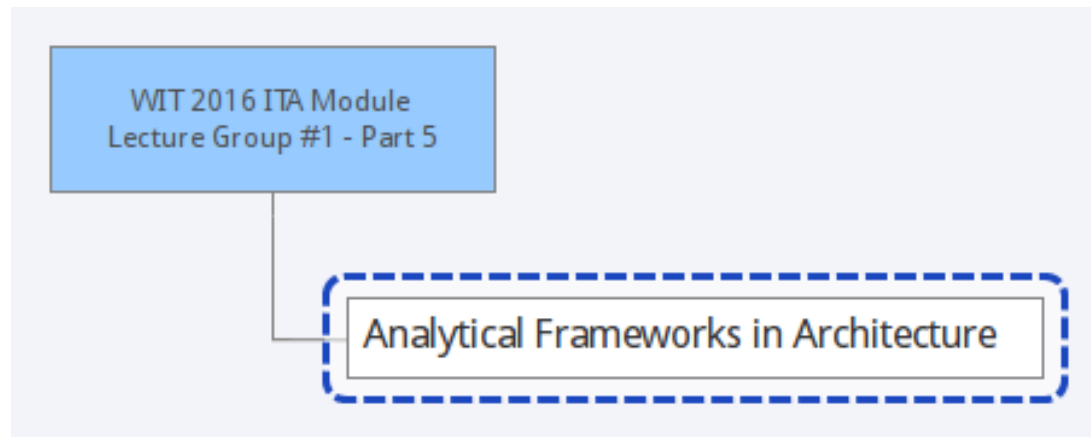 WIT 2016 ITA Module
Lecture Group #1 - Part 5
Analytical Frameworks in Architecture